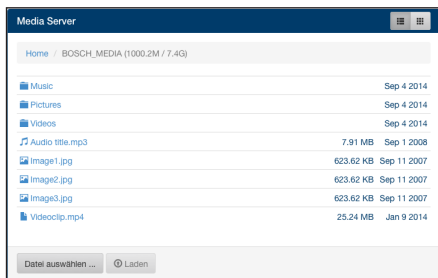 Media Server
Home / BOSCH_MEDIA (1000.2M / 7.4G)
Music Sep 4 2014
Pictures Sep 4 2014
Videos Sep 4 2014
Audio title.mp3 7.91 MB Sep 1 2008
Image1.jpg 623.62 KB Sep 11 2007
Image2.jpg 623.62 KB Sep 11 2007
Image3.jpg 623.62 KB Sep 11 2007
Videoclip.mp4 25.24 MB Jan 9 2014
Datei auswählen ... Laden